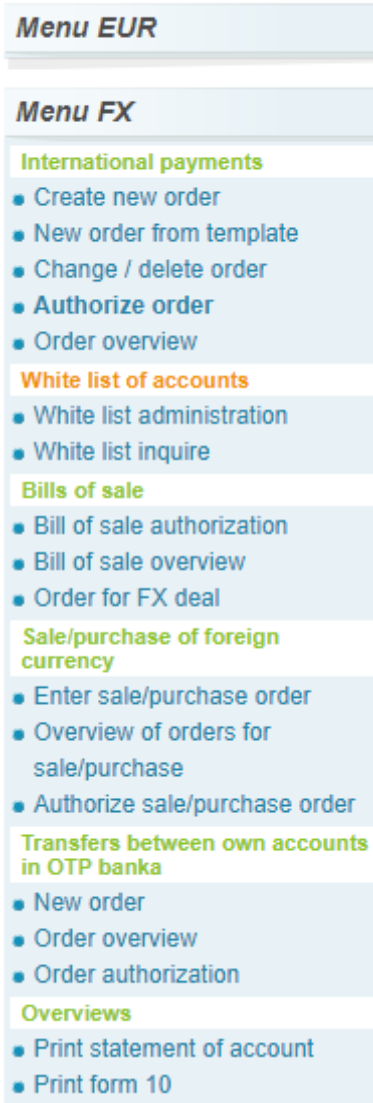 Menu EUR
Menu FX
International payments
Create new order
New order from template
Change / delete order
Authorize order
Order overview
White list of accounts
White list administration
White list inquire
Bills of sale
Bill of sale authorization
Bill of sale overview
Order for FX deal
Sale/purchase of foreign
currency
Enter sale/purchase order
Overview of orders for
sale/purchase
Authorize sale/purchase order
Transfers between own accounts
in OTP banka
New order
Order overview
Order authorization
Overviews
Print statement of account
Print form 10